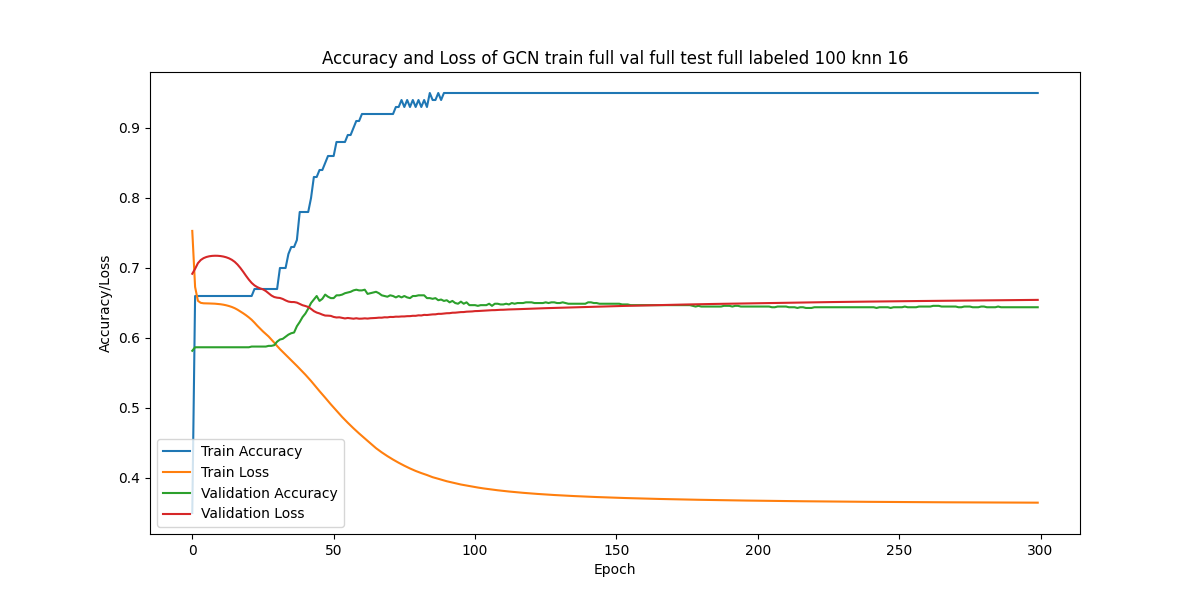 Accuracy and Loss of GCN train full val full test full labeled 100 knn 16
Accuracy/Loss
0.9
0.8
0.7
0.6
0.5
0.4
Train Accuracy
Train Loss
Validation Accuracy
Validation Loss
0 50 100 150 200 250 300
Epoch